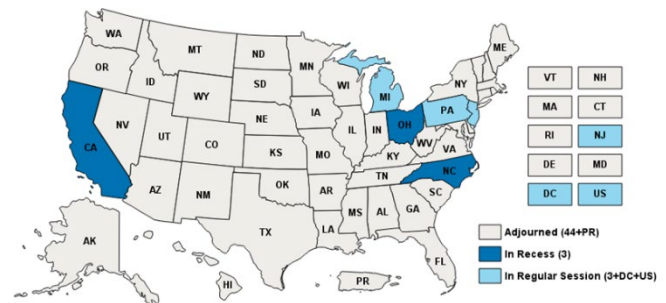 WA
MT
ND
MN
ME
OR
ID
SD
WI
MI
NY
WY
NE
IA
PA
CA
NV
UT
CO
IL
IN
OH
WV
VA
KS
MO
KY
NC
TN
AZ
NM
OK
AR
SC
MS
AL
GA
TX
LA
FL
AK
HI
PR
VT
NH
MA
CT
RI
NJ
DE
MD
DC
US
Adjourned (44+PR)
In Recess (3)
In Regular Session (3+DC+US)